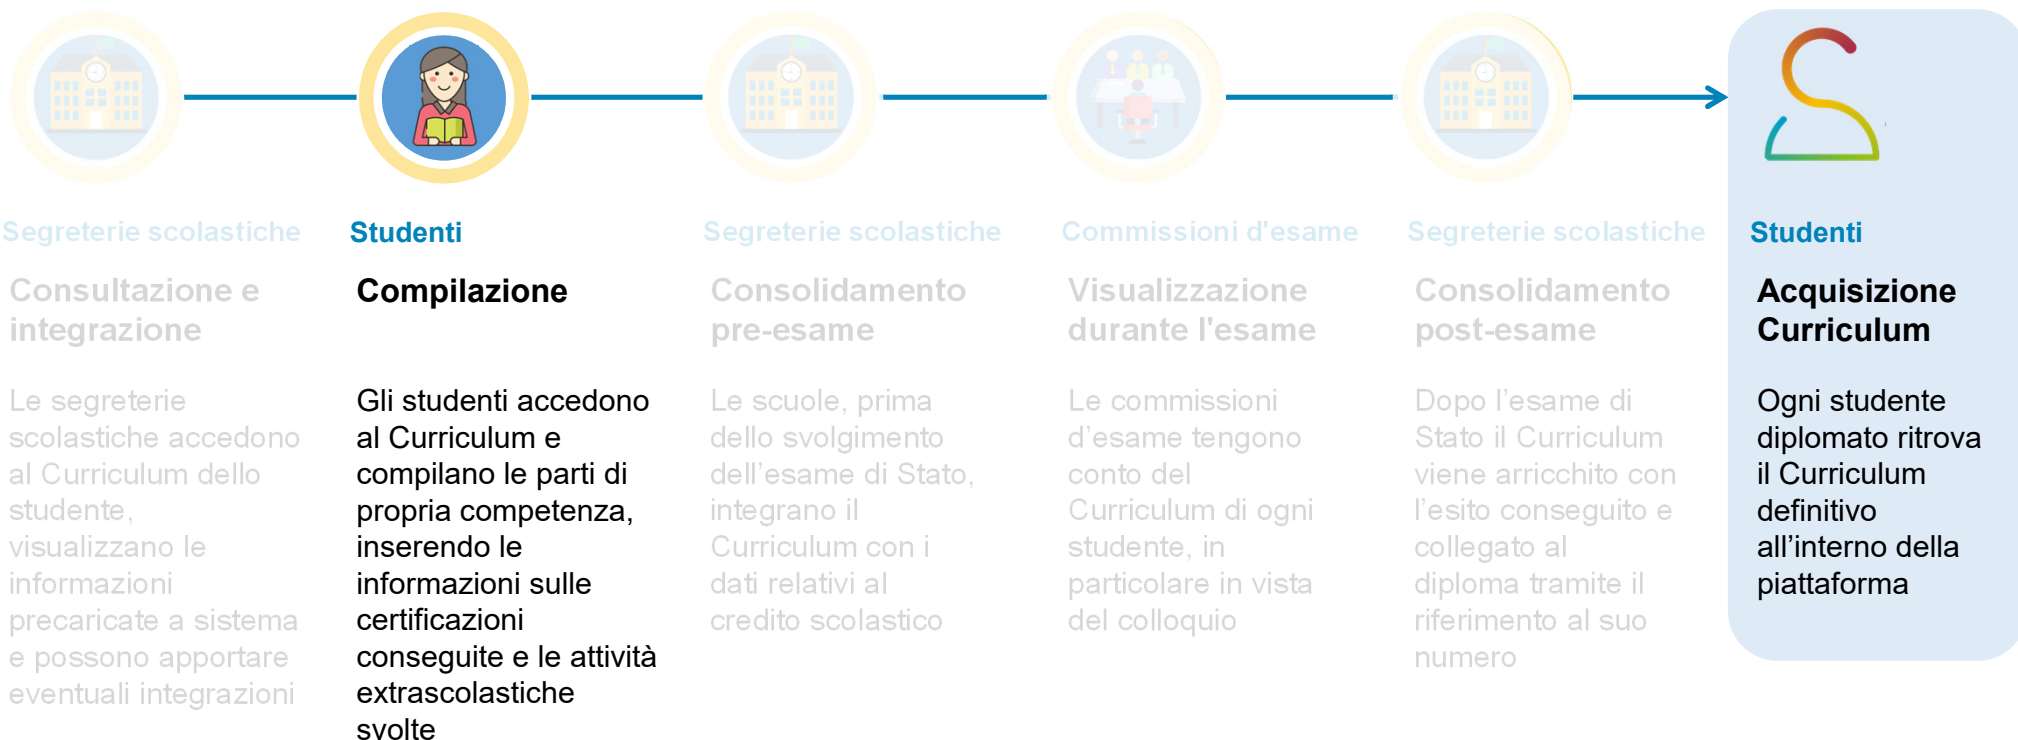 Segreterie scolastiche
Consultazione e
integrazione
Le segreterie
scolastiche accedono
al Curriculum dello
studente,
visualizzano le
informazioni
precaricate a sistema
e possono apportare
eventuali integrazioni
Studenti
Compilazione
Gli studenti accedono
al Curriculum e
compilano le parti di
propria competenza,
inserendo le
informazioni sulle
certificazioni
conseguite e le attività
extrascolastiche
svolte
Segreterie scolastiche
Consolidamento
pre-esame
Le scuole, prima
dello svolgimento
dell’esame di Stato,
integrano il
Curriculum con i
dati relativi al
credito scolastico
Commissioni d'esame
Visualizzazione
durante l'esame
Le commissioni
d’esame tengono
conto del
Curriculum di ogni
studente, in
particolare in vista
del colloquio
Segreterie scolastiche
Consolidamento
post-esame
Dopo l’esame di
Stato il Curriculum
viene arricchito con
l’esito conseguito e
collegato al
diploma tramite il
riferimento al suo
numero
Studenti
Acquisizione
Curriculum
Ogni studente
diplomato ritrova
il Curriculum
definitivo
all’interno della
piattaforma